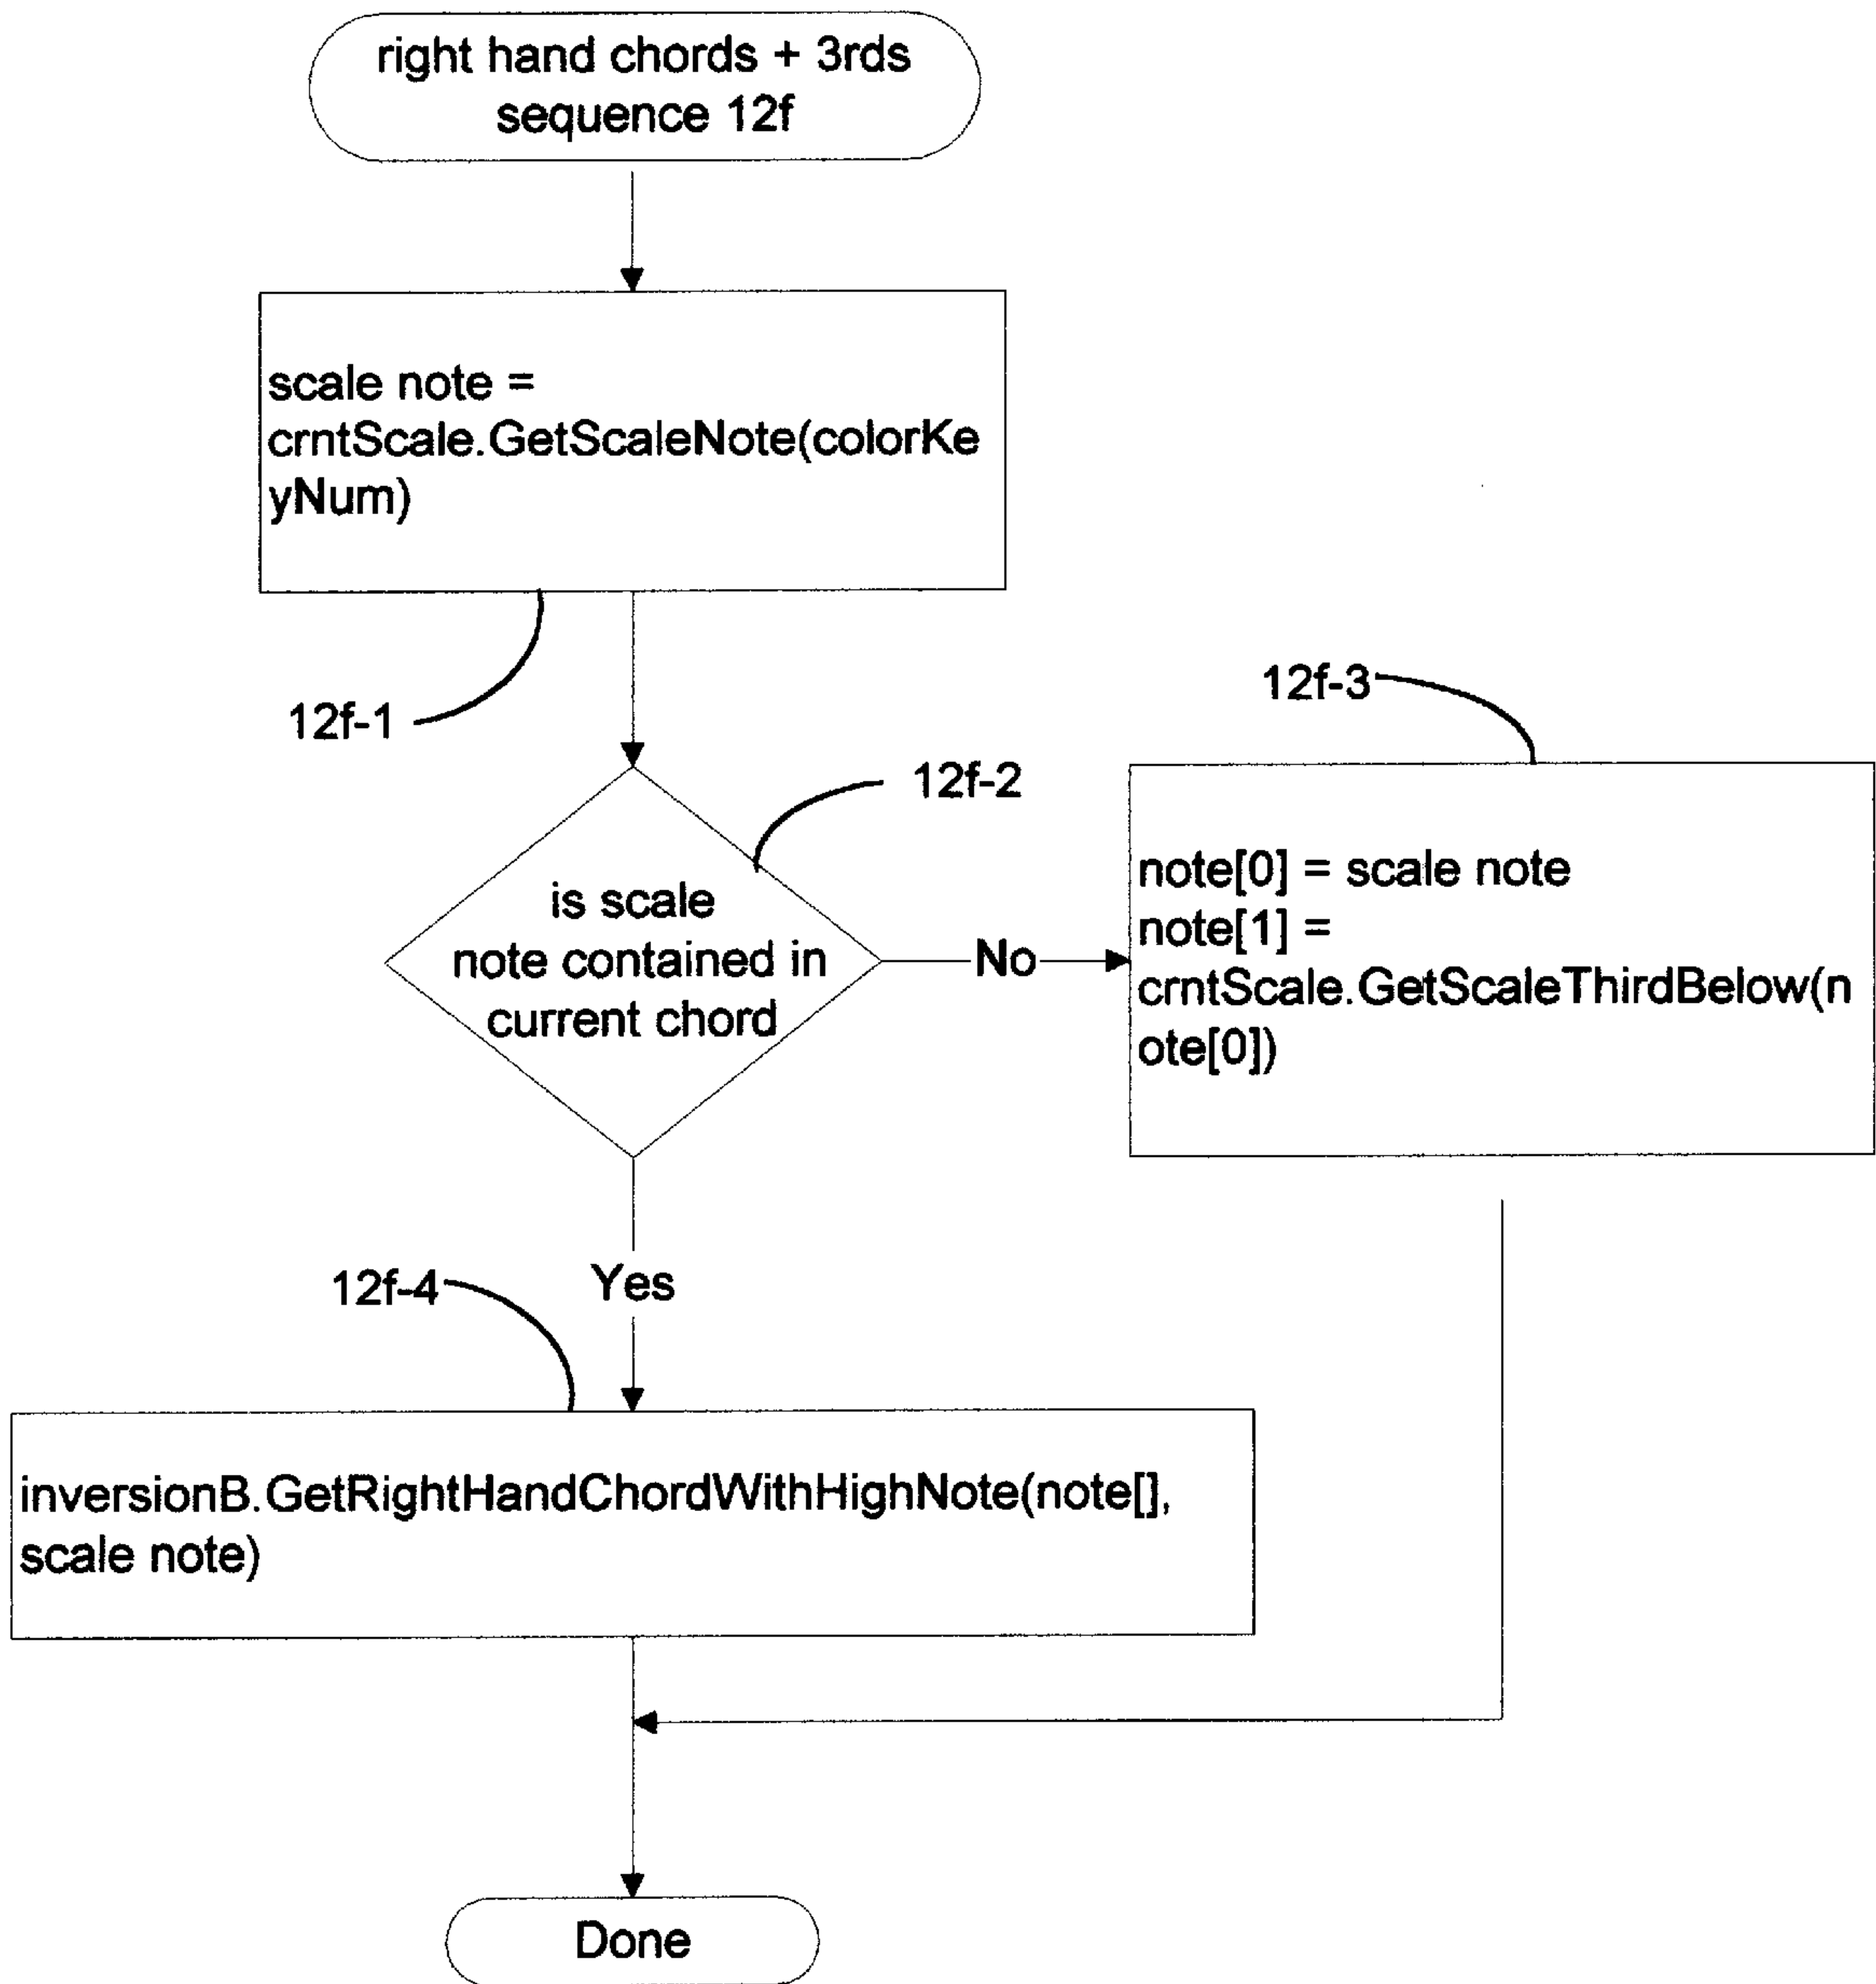 right hand chords + 3rds
sequence 12f
scale note =
crntScale.GetScaleNote(colorKe
yNum)
12f-1
12f-3
12f-2
is scale
note contained in
current chord
No
note[0] = scale note
note[1] =
crntScale.GetScaleThirdBelow(n
ote[0])
12f-4
Yes
inversionB.GetRightHandChordWithHighNote(note[],
scale note)
Done